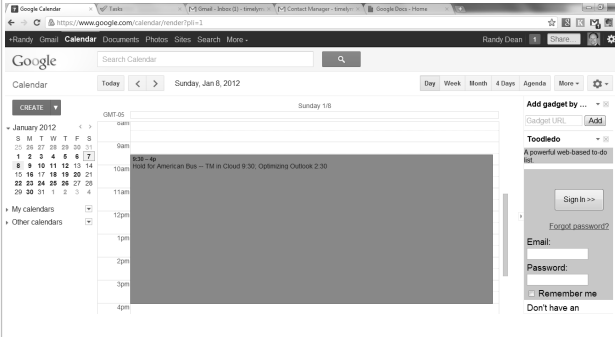 Google Calendar
Tasks
Gmail - Inbox (1) - timelym
Contact Manager - timelym
Google Docs - Home
https://www.google.com/calendar/render?pli=1
+Randy Gmail Calendar Documents Photos Sites Search More
Randy Dean 1 Share...
Google
Search Calendar
Calendar
Today
Sunday, Jan 8, 2012
Day Week Month 4 Days Agenda More
CREATE
January 2012
S M T W T F S
25 26 27 28 29 30 31
1 2 3 4 5 6 7
8 9 10 11 12 13 14
15 16 17 18 19 20 21
22 23 24 25 26 27 28
29 30 31 1 2 3 4
My calendars
Other calendars
Sunday 1/8
GMT-05
8am
9am
9:30 – 4p
Hold for American Bus -- TM in Cloud 9:30; Optimizing Outlook 2:30
10am
11am
12pm
1pm
2pm
3pm
4pm
Add gadget by ...
Gadget URL Add
Toodledo
A powerful web-based to-do
list.
Sign In >>
Forgot password?
Email:
Password:
Remember me
Don't have an